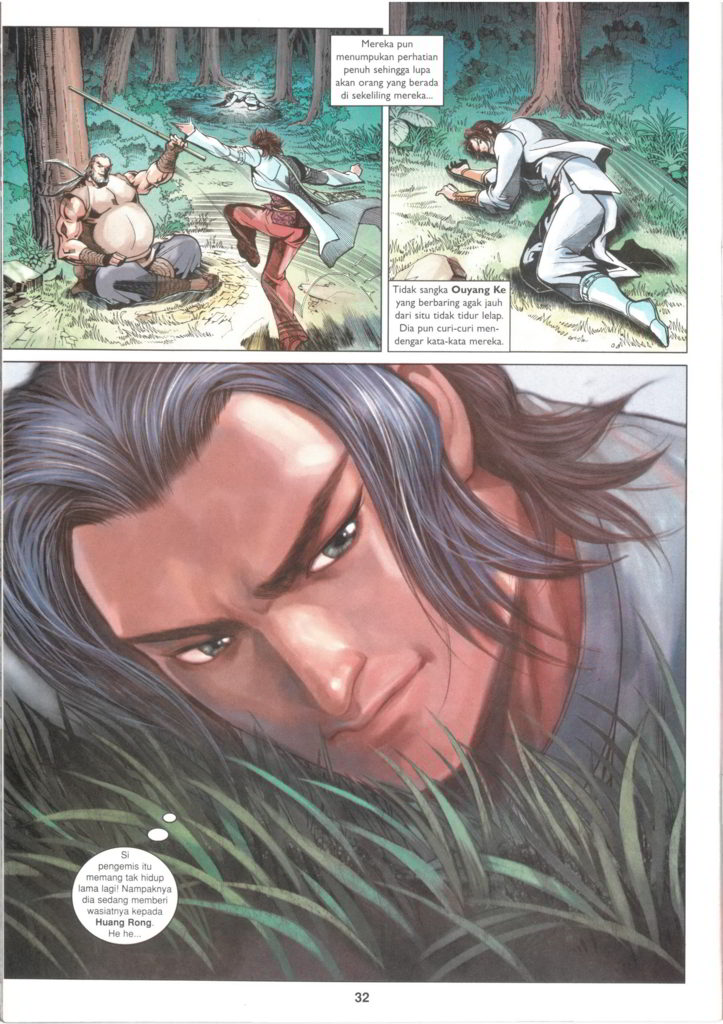 Mereka pun
menumpukan perhatian
penuh sehingga lupa
akan orang yang berada
di sekeliling mereka...
Tidak sangka Ouyang Ke
yang berbaring agak jauh
dari situ tidak tidur lelap.
Dia pun curi-curi men-
dengar kata-kata mereka.
Si
pengemis itu
memang tak hidup
lama lagi! Nampaknya
dia sedang memberi
wasiatnya kepada
Huang Rong.
He he...
32